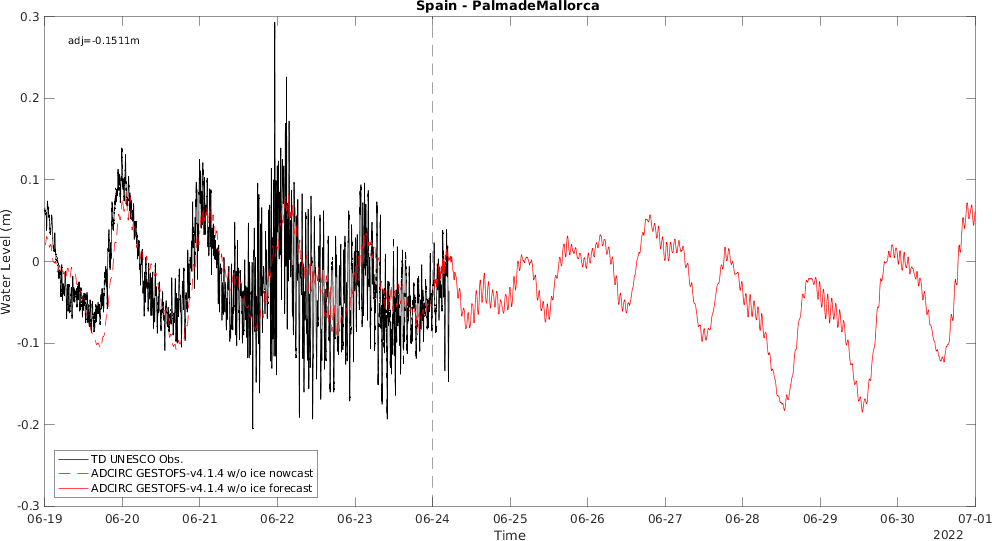 Spain - PalmadeMallorca
adj=-0.1511m
0.3
0.2
0.1
0
-0.1
-0.2
-0.3
Water Level (m)
TD UNESCO Obs.
ADCIRC GESTOFS-v4.1.4 w/o ice nowcast
ADCIRC GESTOFS-v4.1.4 w/o ice forecast
06-19 06-20 06-21 06-22 06-23 06-24 06-25 06-26 06-27 06-28 06-29 06-30 07-01
Time
2022